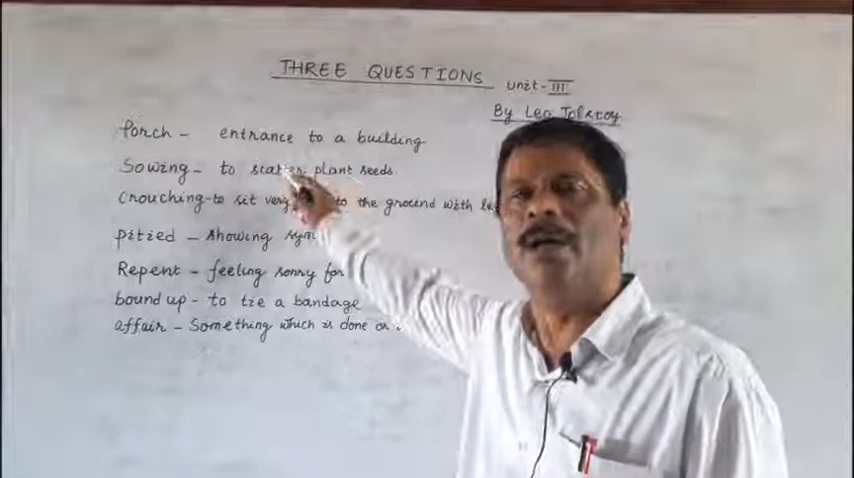 THREE QUESTIONS Unit-III
By Leo Tolstoy
Porch - entrance to a building
Sowing - to scatter plant seeds.
Crouching - to sit very to the ground with
pitied - showing
Repent - feeling sorry for
bound up - to tie a bandage
affair - Something which is done or